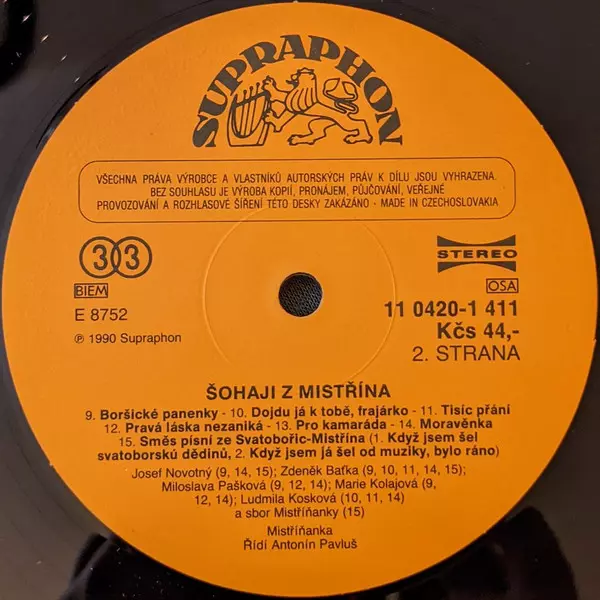 SUPRAPHON
VŠECHNA PRÁVA VÝROBCE A VLASTNÍKŮ AUTORSKÝCH PRÁV K DÍLU JSOU VYHRAZENA.
BEZ SOUHLASU JE VÝROBA KOPIÍ, PRONÁJEM, PŮJČOVÁNÍ, VEŘEJNÉ
PROVOZOVÁNÍ A ROZHLASOVÉ ŠÍŘENÍ TÉTO DESKY ZAKÁZÁNO - MADE IN CZECHOSLOVAKIA
33
STEREO
BIEM
OSA
E 8752
11 0420-1 411
Kčs 44,-
℗ 1990 Supraphon
2. STRANA
ŠOHAJI Z MISTŘÍNA
9. Boršické panenky - 10. Dojdu já k tobě, frajárko - 11. Tisíc přání
12. Pravá láska nezaniká - 13. Pro kamaráda - 14. Moravěnka
15. Směs písní ze Svatobořic-Mistřína (1. Když jsem šel
svatoborskú dědinú, 2. Když jsem já šel od muziky, bylo ráno)
Josef Novotný (9, 14, 15); Zdeněk Baťka (9, 10, 11, 14, 15);
Miloslava Pašková (9, 12, 14); Marie Kolajová (9,
12, 14); Ludmila Kosková (10, 11, 14)
a sbor Mistříňanky (15)
Mistříňanka
Řídí Antonín Pavluš